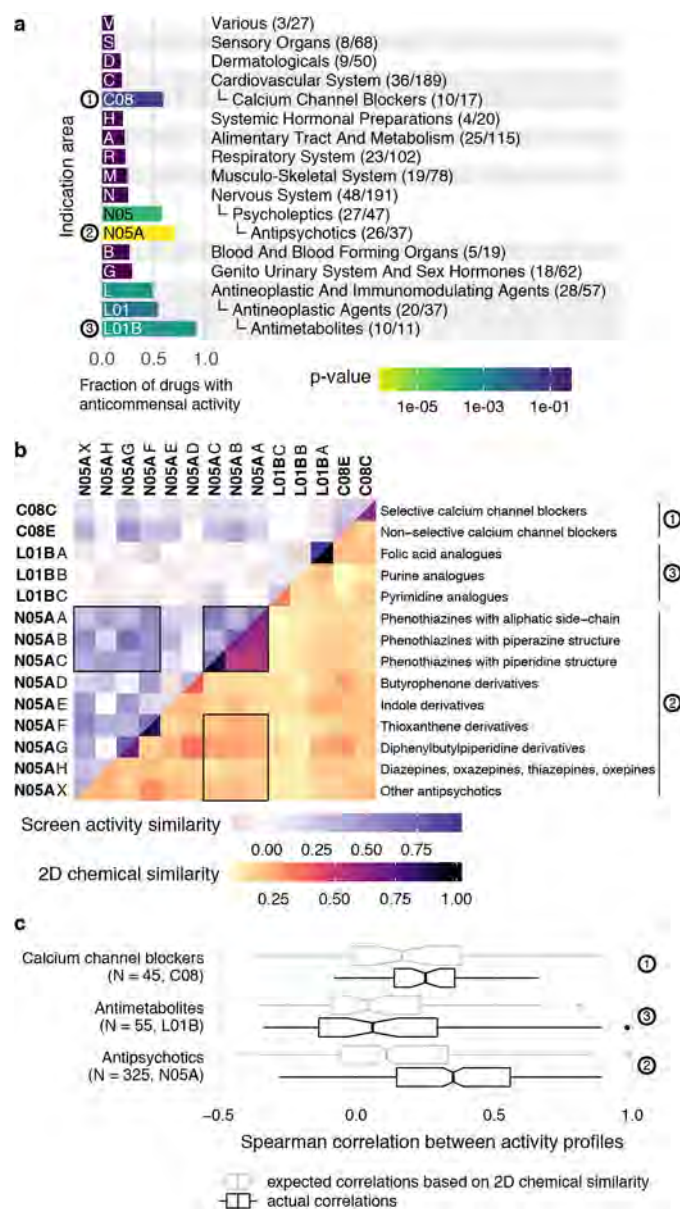 a
Indication area
V Various (3/27)
S Sensory Organs (8/68)
D Dermatologicals (9/50)
C Cardiovascular System (36/189)
① C08 Calcium Channel Blockers (10/17)
H Systemic Hormonal Preparations (4/20)
A Alimentary Tract And Metabolism (25/115)
R Respiratory System (23/102)
M Musculo-Skeletal System (19/78)
N Nervous System (48/191)
N05 Psycholeptics (27/47)
② N05A Antipsychotics (26/37)
B Blood And Blood Forming Organs (5/19)
G Genito Urinary System And Sex Hormones (18/62)
L Antineoplastic And Immunomodating Agents (28/57)
L01 Antineoplastic Agents (20/37)
③ L01B Antimetabolites (10/11)
0.0 0.5 1.0
Fraction of drugs with
anticommensal activity
p-value
1e-05 1e-03 1e-01
b
N05AX N05AH N05AG N05AF N05AE N05AD N05AC N05AB N05AA L01BC L01BB L01BA C08E C08C
C08C Selective calcium channel blockers
C08E Non-selective calcium channel blockers
①
L01BA Folic acid analogues
L01BB Purine analogues
L01BC Pyrimidine analogues
③
N05AA Phenothiazines with aliphatic side-chain
N05AB Phenothiazines with piperazine structure
N05AC Phenothiazines with piperidine structure
N05AD Butyrophenone derivatives
N05AE Indole derivatives
N05AF Thioxanthene derivatives
N05AG Diphenylbutylpiperidine derivatives
N05AH Diazepines, oxazepines, thiazepines, oxepines
N05AX Other antipsychotics
②
Screen activity similarity
0.00 0.25 0.50 0.75
2D chemical similarity
0.25 0.50 0.75 1.00
c
Calcium channel blockers
(N = 45, C08)
①
Antimetabolites
(N = 55, L01B)
③
Antipsychotics
(N = 325, N05A)
②
−0.5 0.0 0.5 1.0
Spearman correlation between activity profiles
expected correlations based on 2D chemical similarity
actual correlations